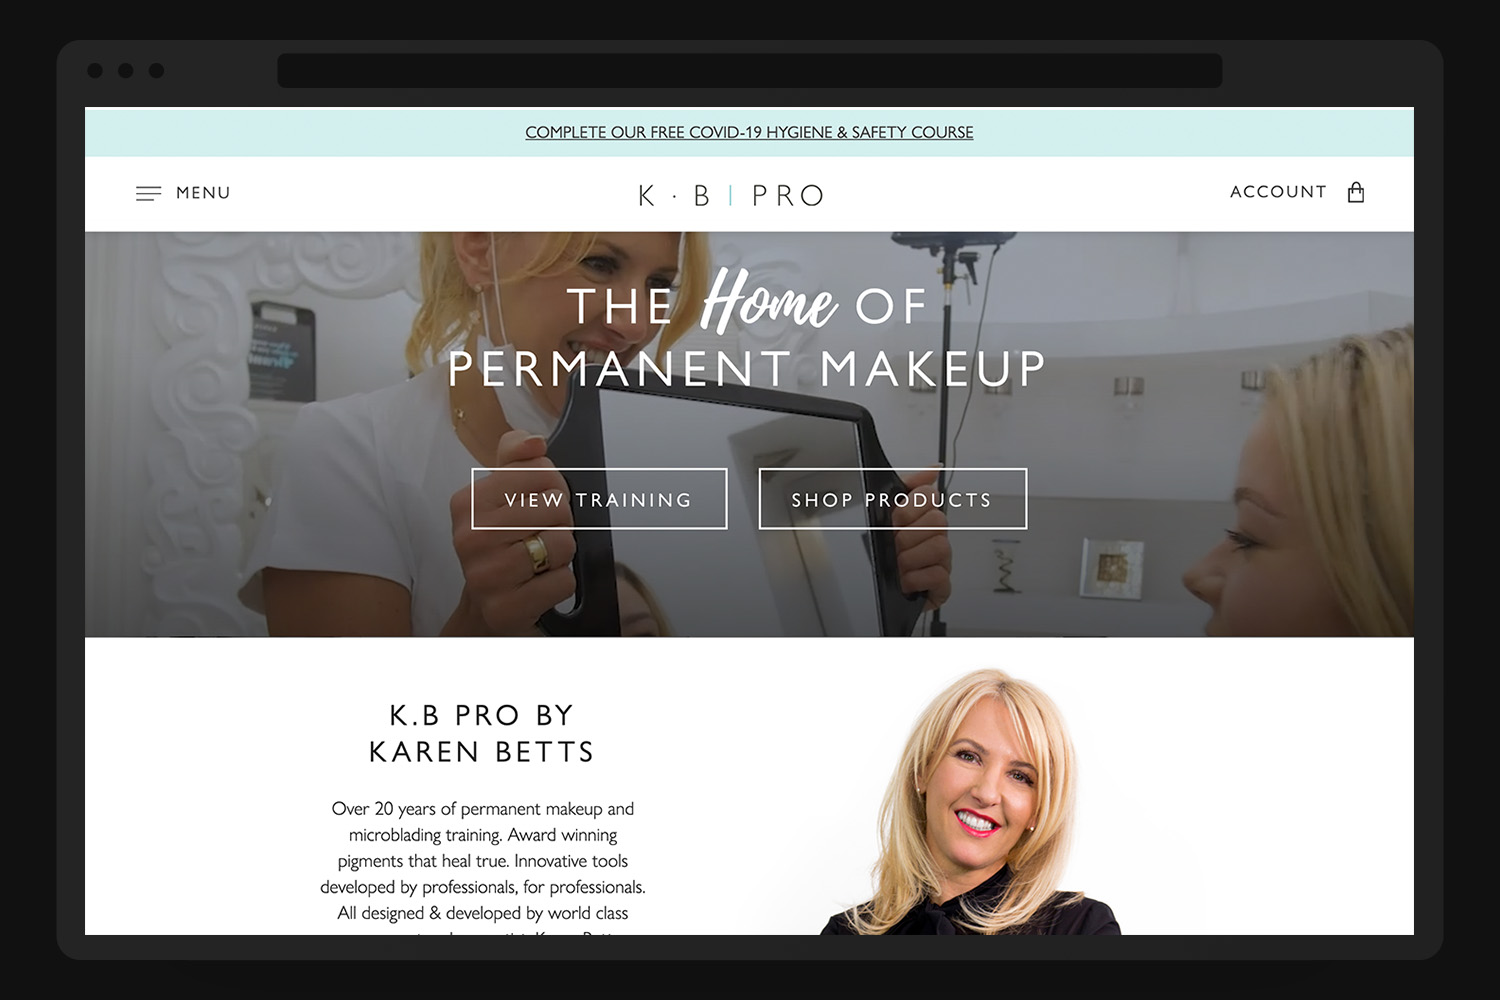 COMPLETE OUR FREE COVID-19 HYGIENE & SAFETY COURSE
MENU
K · B | PRO
ACCOUNT
THE Home OF
PERMANENT MAKEUP
VIEW TRAINING
SHOP PRODUCTS
K.B PRO BY
KAREN BETTS
Over 20 years of permanent makeup and
microblading training. Award winning
pigments that heal true. Innovative tools
developed by professionals, for professionals.
All designed & developed by world class